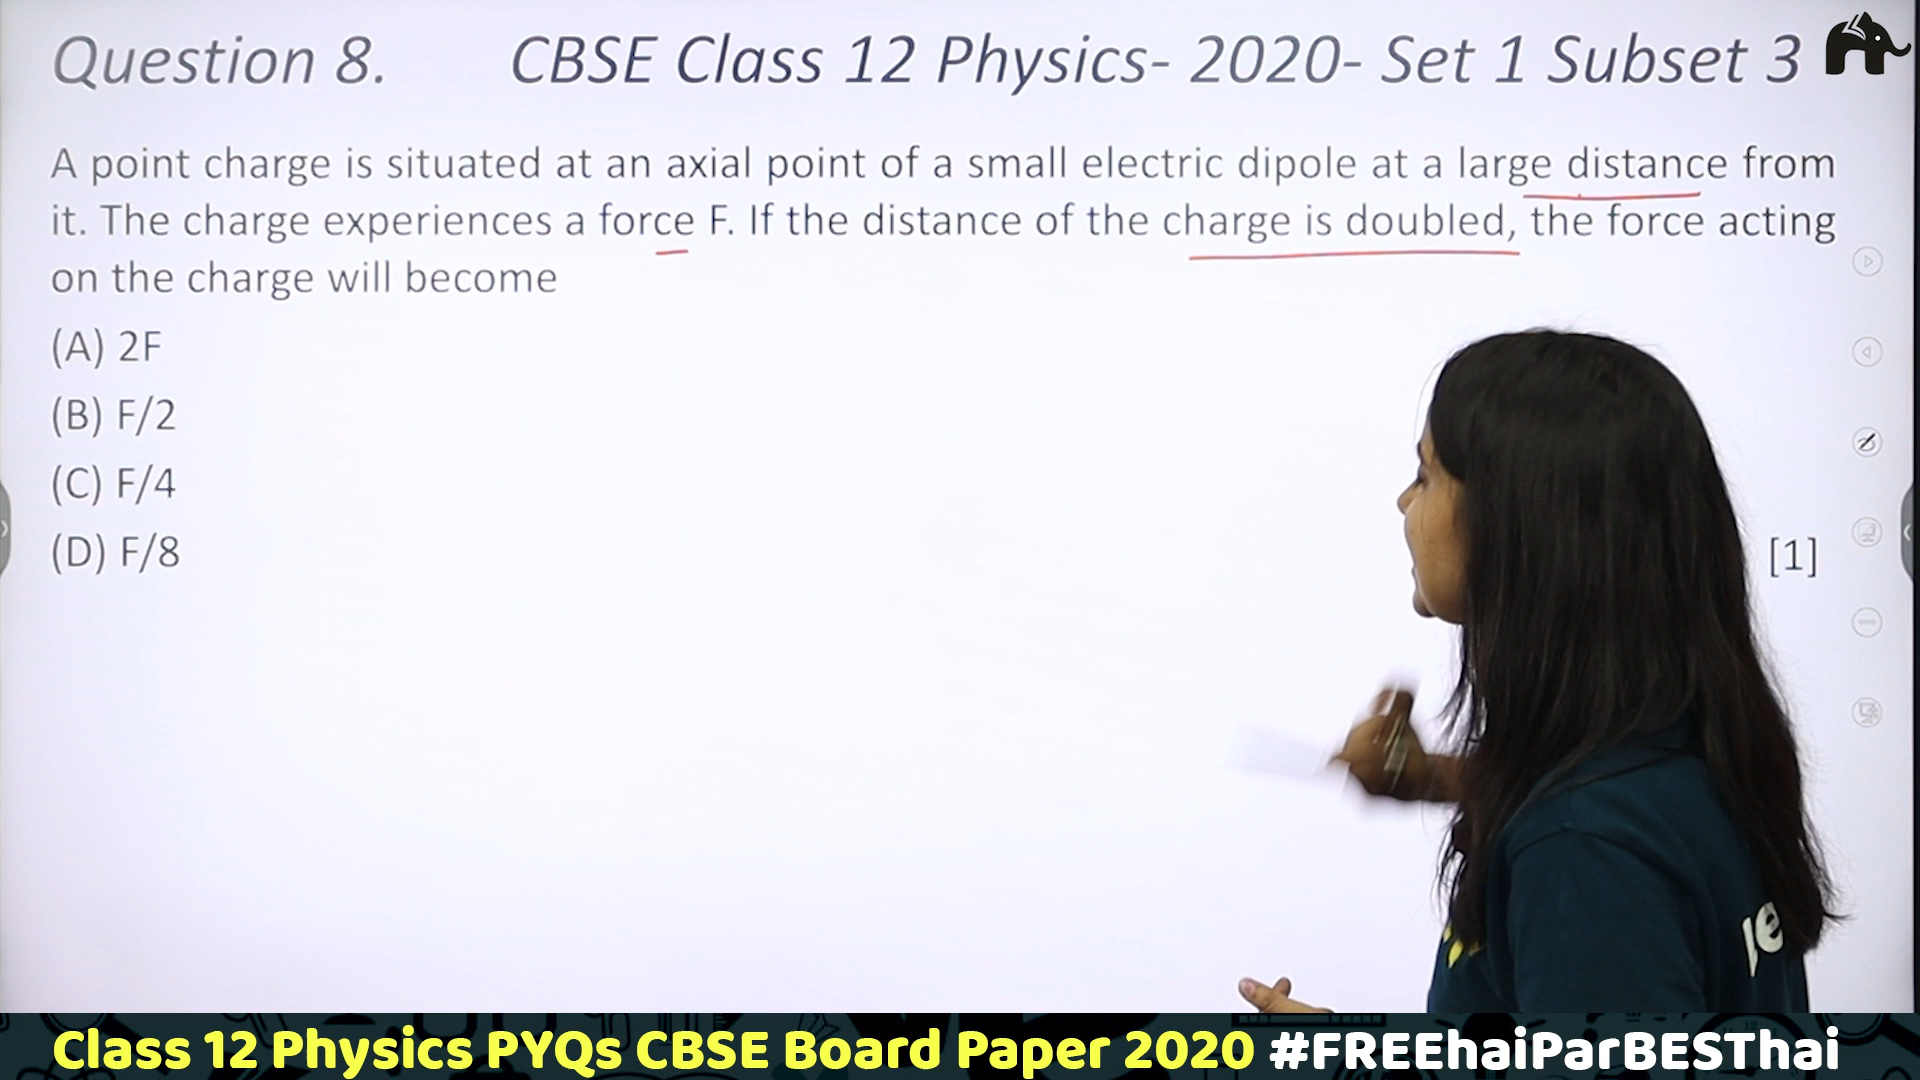 Question 8. CBSE Class 12 Physics- 2020- Set 1 Subset 3
A point charge is situated at an axial point of a small electric dipole at a large distance from
it. The charge experiences a force F. If the distance of the charge is doubled, the force acting
on the charge will become
(A) 2F
(B) F/2
(C) F/4
(D) F/8
[1]
Class 12 Physics PYQs CBSE Board Paper 2020 #FREEhaiParBESThai